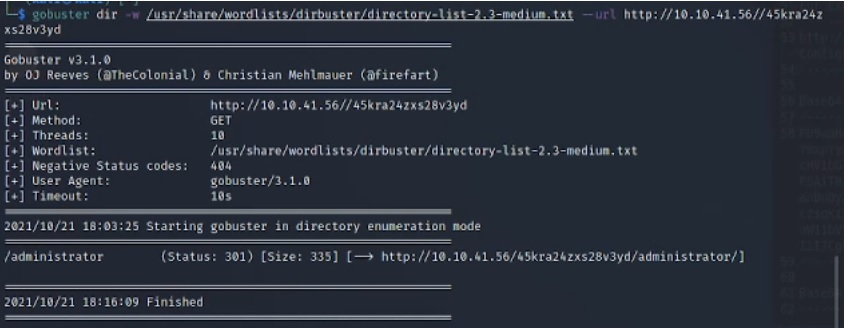 $ gobuster dir -w /usr/share/wordlists/dirbuster/directory-list-2.3-medium.txt --url http://10.10.41.56//45kra24z
xs28v3yd
Gobuster v3.1.0
by OJ Reeves (@TheColonial) & Christian Mehlmauer (@firefart)
[+] Url: http://10.10.41.56//45kra24zxs28v3yd
[+] Method: GET
[+] Threads: 10
[+] Wordlist: /usr/share/wordlists/dirbuster/directory-list-2.3-medium.txt
[+] Negative Status codes: 404
[+] User Agent: gobuster/3.1.0
[+] Timeout: 10s
2021/10/21 18:03:25 Starting gobuster in directory enumeration mode
/administrator (Status: 301) [Size: 335] [--> http://10.10.41.56/45kra24zxs28v3yd/administrator/]
2021/10/21 18:16:09 Finished